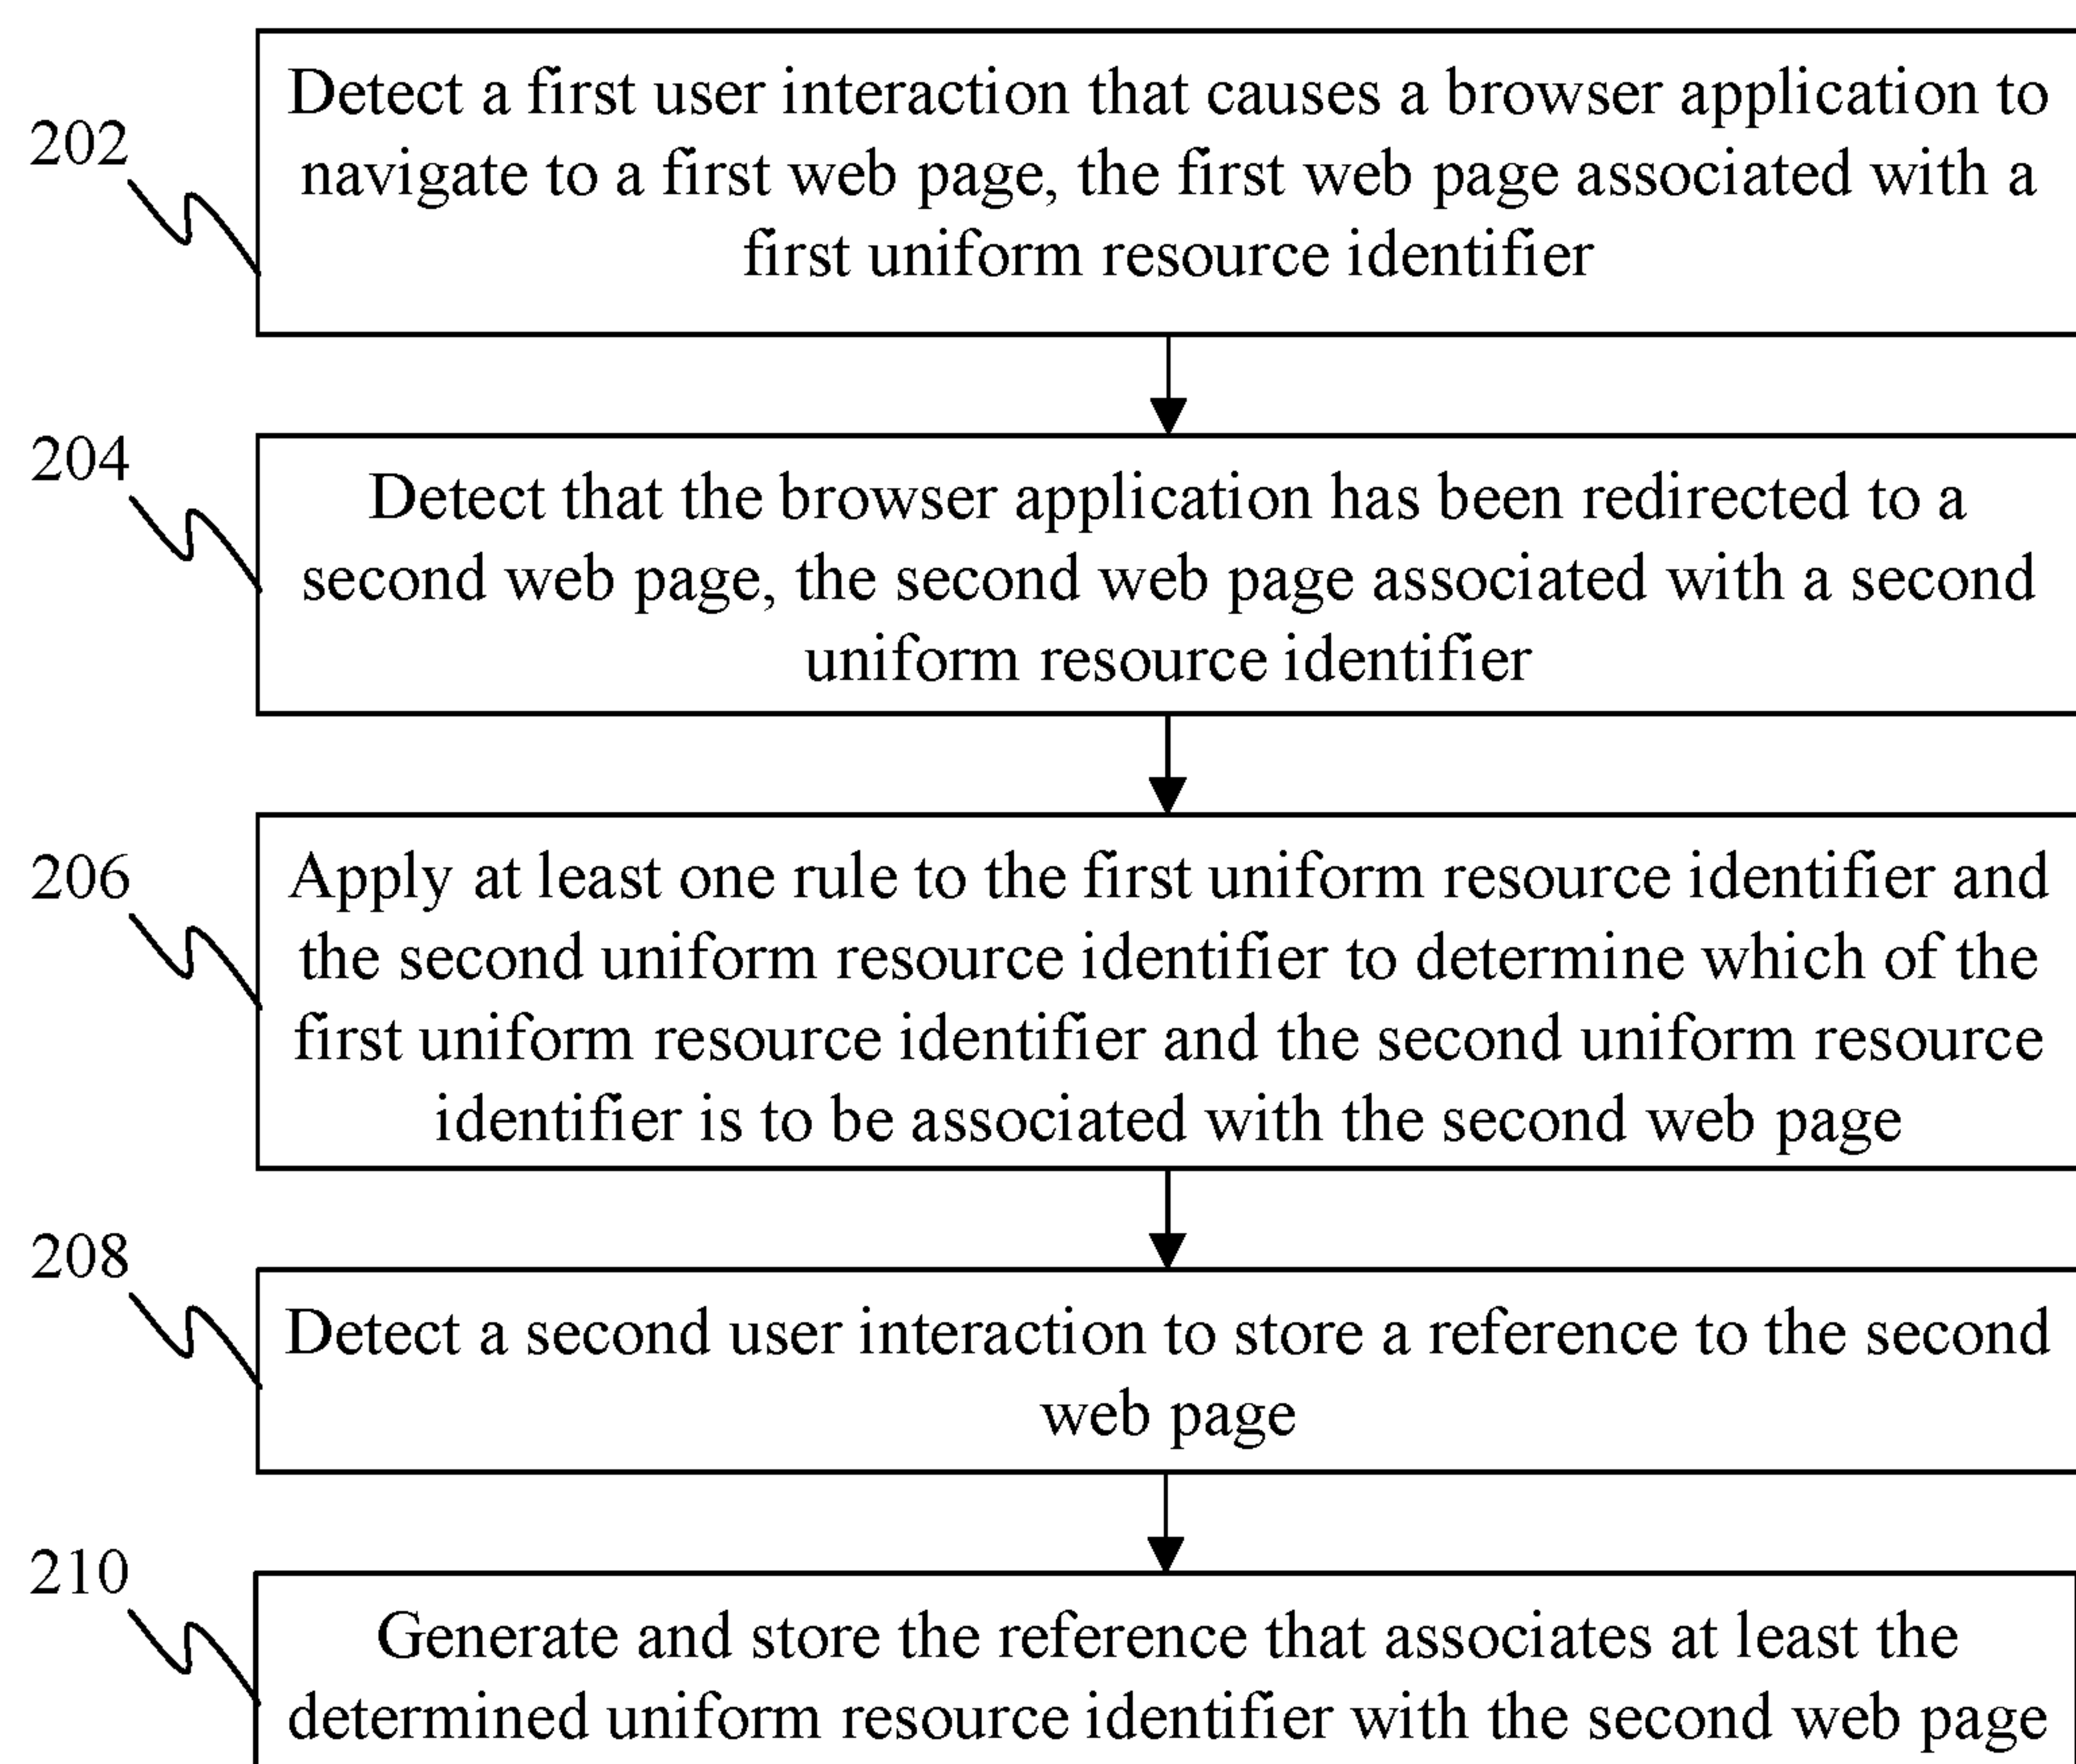 202
Detect a first user interaction that causes a browser application to
navigate to a first web page, the first web page associated with a
first uniform resource identifier
204
Detect that the browser application has been redirected to a
second web page, the second web page associated with a second
uniform resource identifier
206
Apply at least one rule to the first uniform resource identifier and
the second uniform resource identifier to determine which of the
first uniform resource identifier and the second uniform resource
identifier is to be associated with the second web page
208
Detect a second user interaction to store a reference to the second
web page
210
Generate and store the reference that associates at least the
determined uniform resource identifier with the second web page